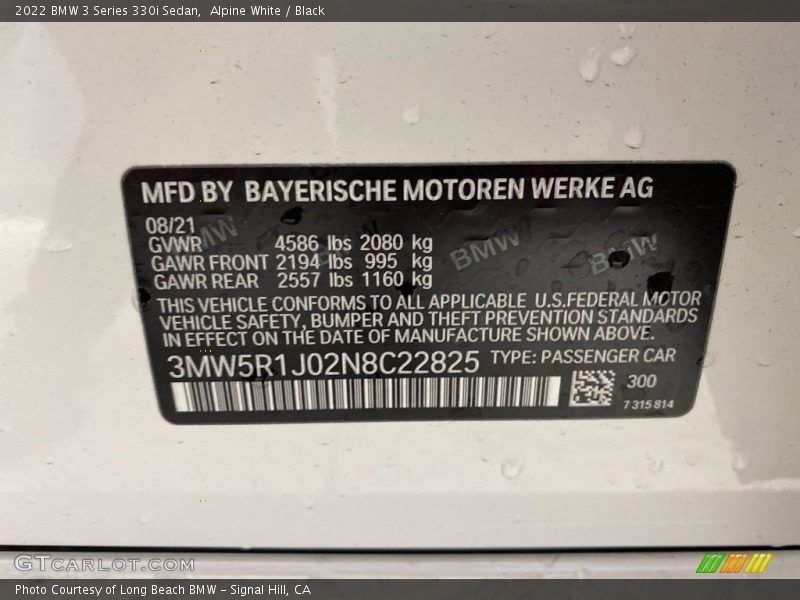 2022 BMW 3 Series 330i Sedan,  Alpine White / Black
MFD BY BAYERISCHE MOTOREN WERKE AG
08/21
GVWR 4586 lbs 2080 kg
GAWR FRONT 2194 lbs 995 kg
GAWR REAR 2557 lbs 1160 kg
BMW BMW BMW
THIS VEHICLE CONFORMS TO ALL APPLICABLE U.S.FEDERAL MOTOR
VEHICLE SAFETY, BUMPER AND THEFT PREVENTION STANDARDS
IN EFFECT ON THE DATE OF MANUFACTURE SHOWN ABOVE.
3MW5R1J02N8C22825 TYPE: PASSENGER CAR
300
7 315 814
GTCARLOT.COM
Photo Courtesy of Long Beach BMW - Signal Hill, CA